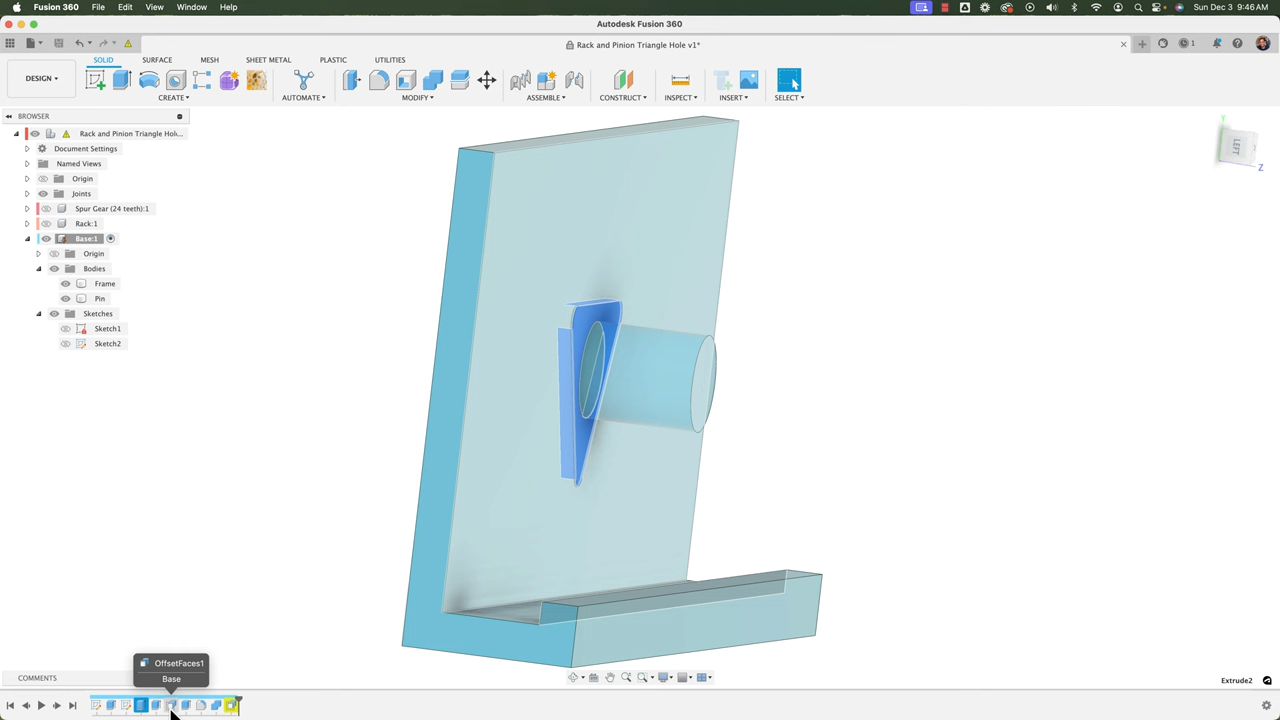 Fusion 360 File Edit View Window Help Sun Dec 3 9:46 AM
Autodesk Fusion 360
Rack and Pinion Triangle Hole v1*
1
SOLID SURFACE MESH SHEET METAL PLASTIC UTILITIES
DESIGN
CREATE AUTOMATE MODIFY ASSEMBLE CONSTRUCT INSPECT INSERT SELECT
BROWSER
Rack and Pinion Triangle Hol...
Document Settings
Named Views
Origin
Joints
Spur Gear (24 teeth):1
Rack:1
Base:1
Origin
Bodies
Frame
Pin
Sketches
Sketch1
Sketch2
Y
LEFT
Z
OffsetFaces1
Base
COMMENTS
Extrude2